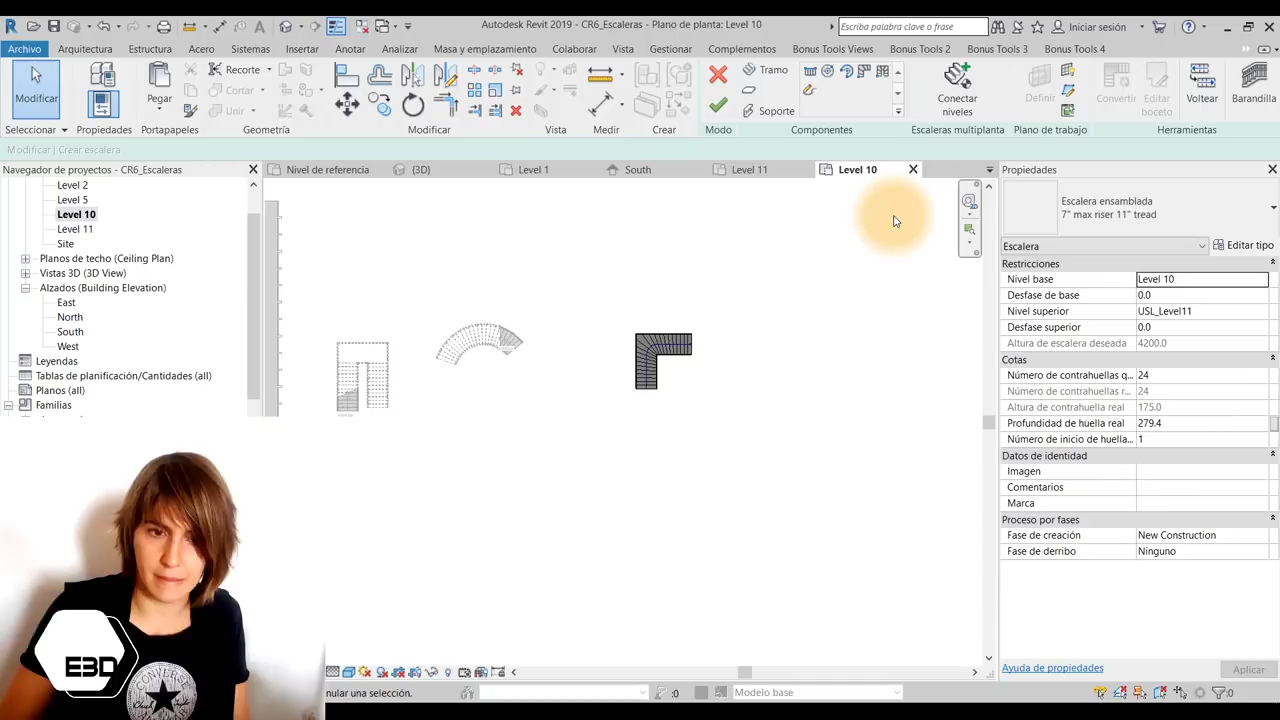 Autodesk Revit 2019 - CR6_Escaleras - Plano de planta: Level 10
Escriba palabra clave o frase
Iniciar sesión
Archivo Arquitectura Estructura Acero Sistemas Insertar Anotar Analizar Masa y emplazamiento Colaborar Vista Gestionar Complementos Bonus Tools Views Bonus Tools 2 Bonus Tools 3 Bonus Tools 4
Modificar
Pegar
Recorte
Cortar
Unir
Tramo
Soporte
Conectar niveles
Definir
Convertir
Editar boceto
Voltear
Barandilla
Seleccionar Propiedades Portapapeles Geometría Modificar Vista Medir Crear Modo Componentes Escaleras multiplanta Plano de trabajo Herramientas
Modificar | Crear escalera
Navegador de proyectos - CR6_Escaleras
Nivel de referencia {3D} Level 1 South Level 11 Level 10
Level 2
Level 5
Level 10
Level 11
Site
Planos de techo (Ceiling Plan)
Vistas 3D (3D View)
Alzados (Building Elevation)
East
North
South
West
Leyendas
Tablas de planificación/Cantidades (all)
Planos (all)
Familias
Propiedades
Escalera ensamblada
7" max riser 11" tread
Escalera
Editar tipo
Restricciones
Nivel base Level 10
Desfase de base 0.0
Nivel superior USL_Level11
Desfase superior 0.0
Altura de escalera deseada 4200.0
Cotas
Número de contrahuellas q... 24
Número de contrahuellas r... 24
Altura de contrahuella real 175.0
Profundidad de huella real 279.4
Número de inicio de huella... 1
Datos de identidad
Imagen
Comentarios
Marca
Proceso por fases
Fase de creación New Construction
Fase de derribo Ninguno
Ayuda de propiedades
Aplicar
nular una selección.
:0
Modelo base
:0
E3D
CONVERSE